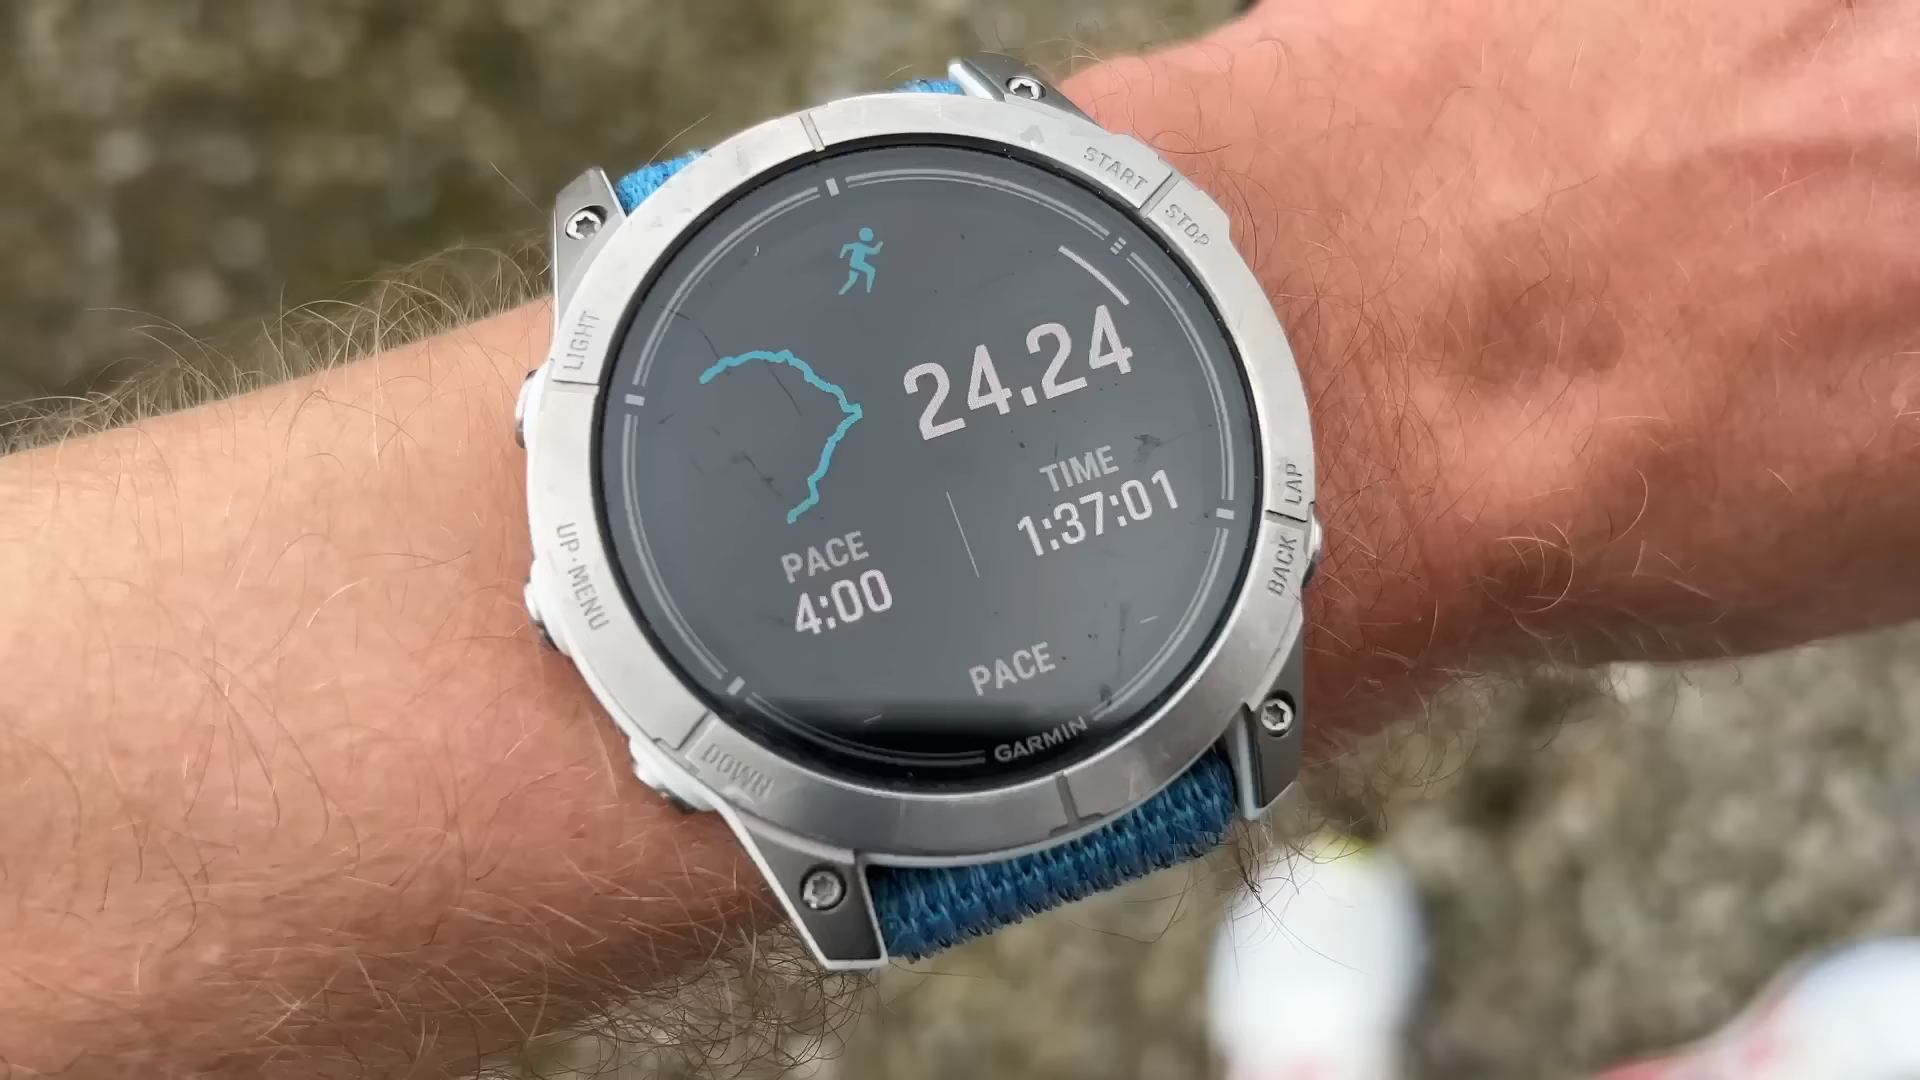 START
STOP
LIGHT
24.24
TIME
1:37:01
LAP
UP·MENU
PACE
4:00
BACK
PACE
GARMIN
DOWN